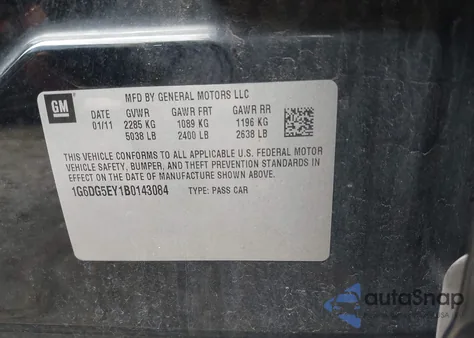 GM
MFD BY GENERAL MOTORS LLC
DATE GVWR GAWR FRT GAWR RR
01/11 2285 KG 1089 KG 1196 KG
5038 LB 2400 LB 2638 LB
THIS VEHICLE CONFORMS TO ALL APPLICABLE U.S. FEDERAL MOTOR
VEHICLE SAFETY, BUMPER, AND THEFT PREVENTION STANDARDS IN
EFFECT ON THE DATE OF MANUFACTURE SHOWN ABOVE.
1G6DG5EY1B0143084 TYPE: PASS CAR
autoSnap